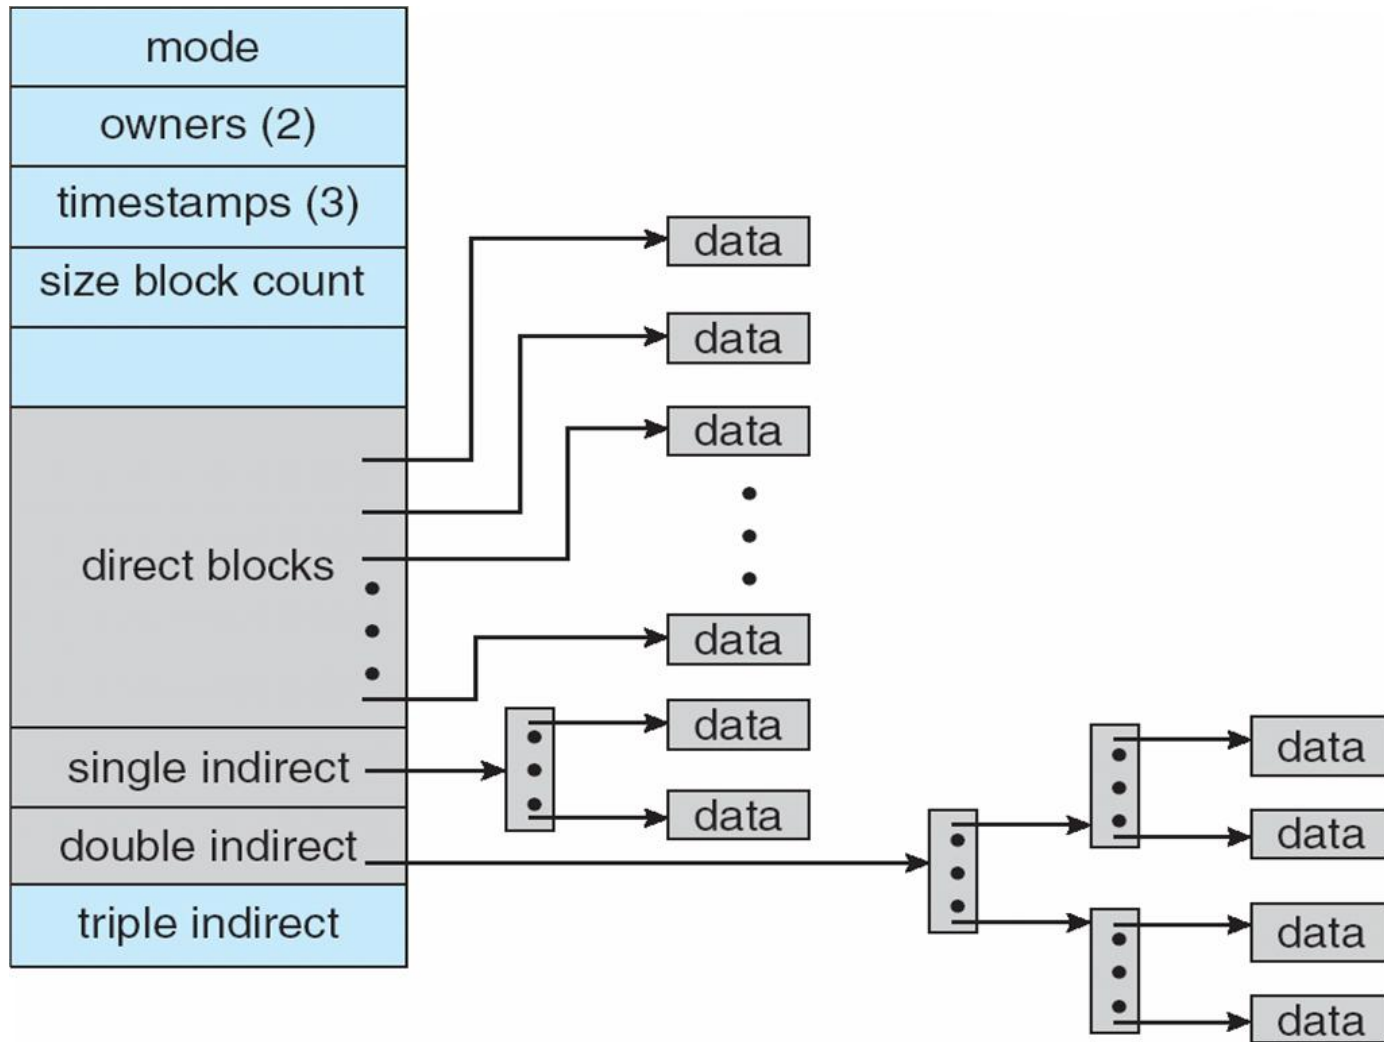 mode
owners (2)
timestamps (3)
size block count
direct blocks
single indirect
double indirect
triple indirect
data
data
data
data
data
data
data
data
data
data